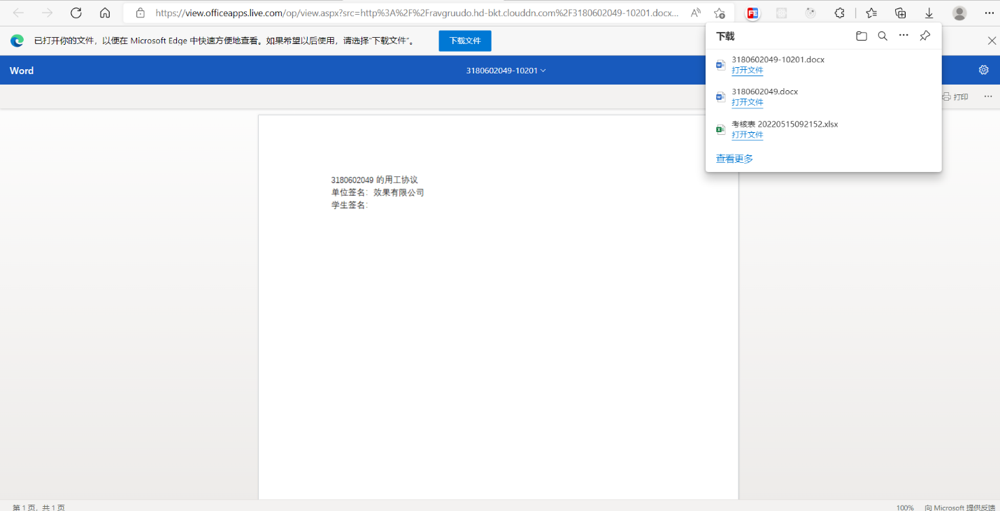 https://view.officeapps.live.com/op/view.aspx?src=http%3A%2F%2Fravgruudo.hd-bkt.clouddn.com%2F3180602049-10201.docx...
已打开你的文件，以便在 Microsoft Edge 中快速方便地查看。如果希望以后使用，请选择“下载文件”。
下载文件
下载
3180602049-10201.docx
打开文件
3180602049.docx
打开文件
考核表 20220515092152.xlsx
打开文件
查看更多
Word
3180602049-10201
打印
3180602049 的用工协议
单位签名：效果有限公司
学生签名：
第 1 页，共 1 页
100%
向 Microsoft 提供反馈